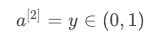 a^{[2]} = y ∈ (0, 1)